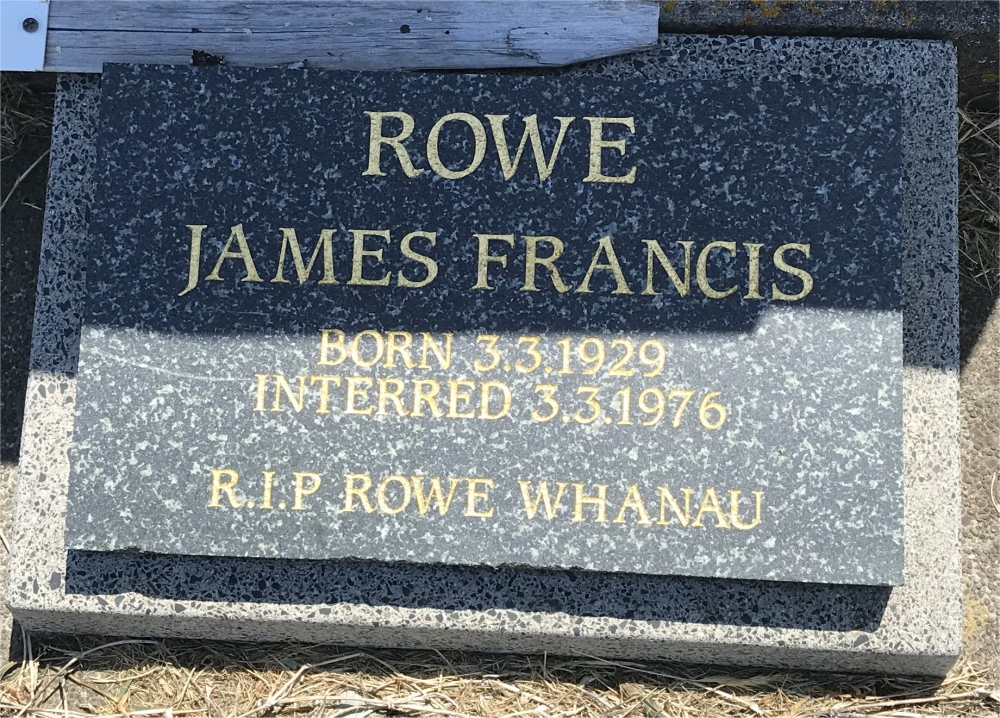 ROWE
JAMES FRANCIS
BORN 3.3.1929
INTERRED 3.3.1976
R.I.P ROWE WHANAU